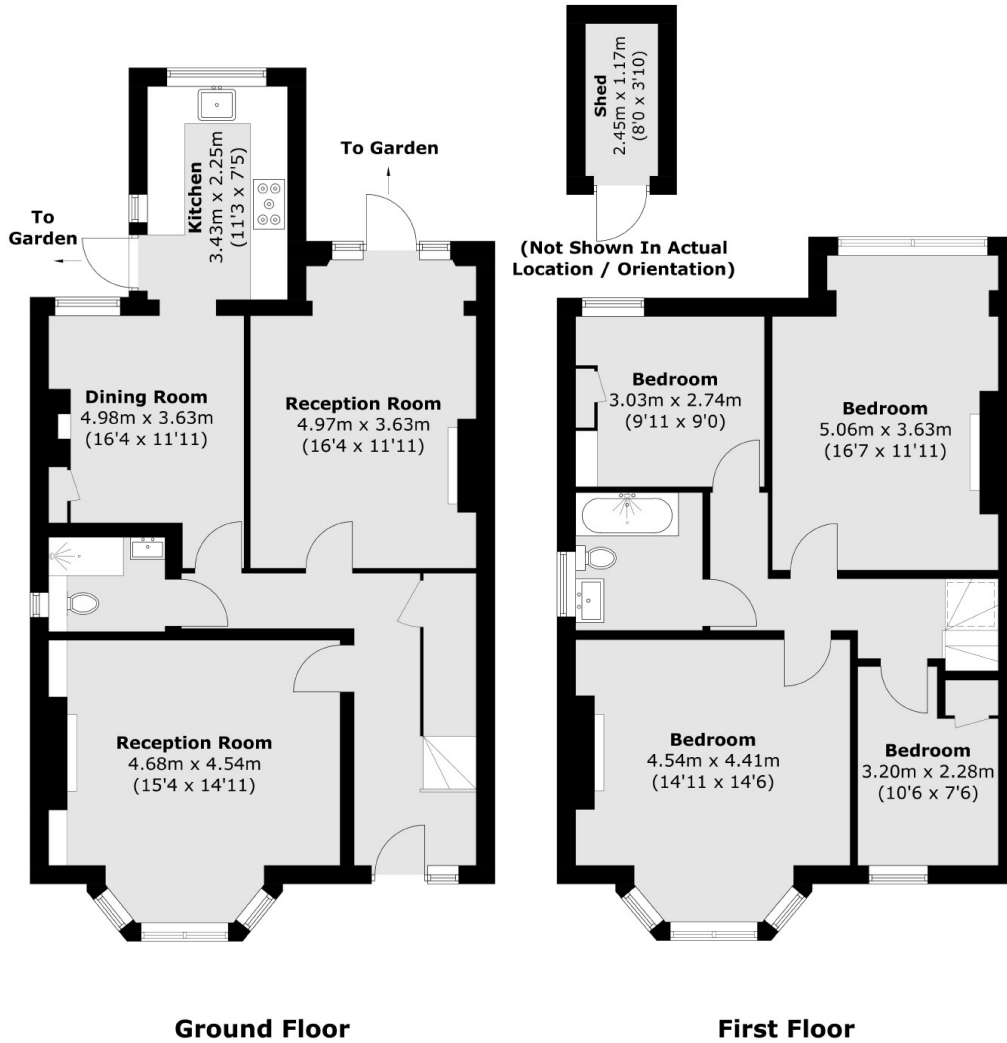 Shed
2.45m x 1.17m
(8'0 x 3'10)
(Not Shown In Actual
Location / Orientation)
To Garden
To
Garden
Kitchen
3.43m x 2.25m
(11'3 x 7'5)
Dining Room
4.98m x 3.63m
(16'4 x 11'11)
Reception Room
4.97m x 3.63m
(16'4 x 11'11)
Reception Room
4.68m x 4.54m
(15'4 x 14'11)
Bedroom
3.03m x 2.74m
(9'11 x 9'0)
Bedroom
5.06m x 3.63m
(16'7 x 11'11)
Bedroom
4.54m x 4.41m
(14'11 x 14'6)
Bedroom
3.20m x 2.28m
(10'6 x 7'6)
Ground Floor
First Floor